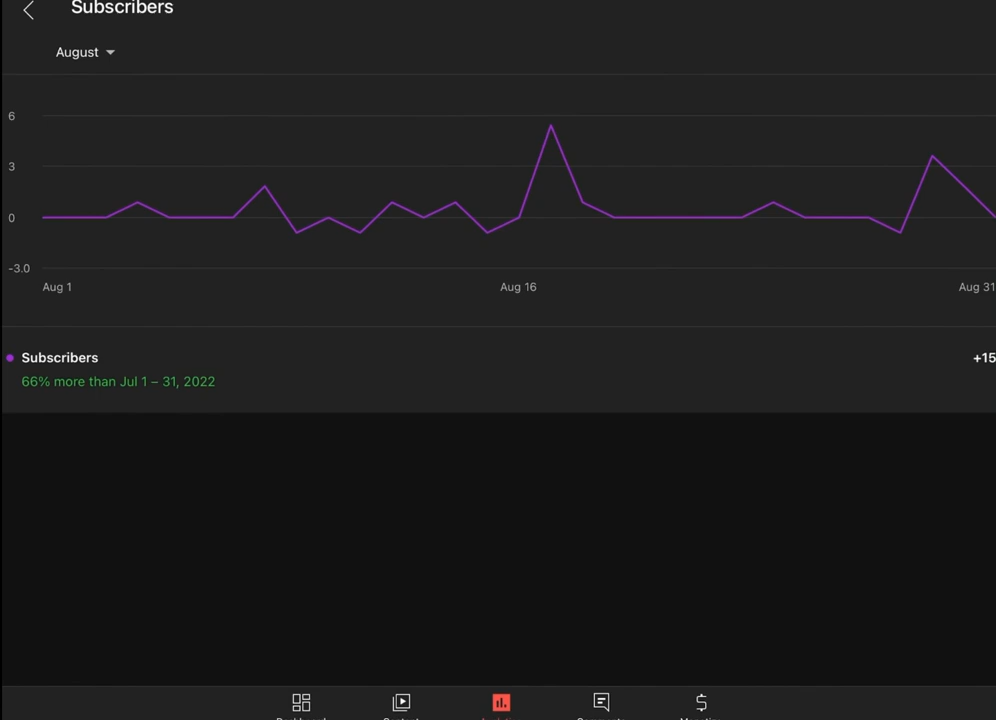 Subscribers
August
6
3
0
-3.0
Aug 1
Aug 16
Aug 31
Subscribers
+15
66% more than Jul 1 – 31, 2022